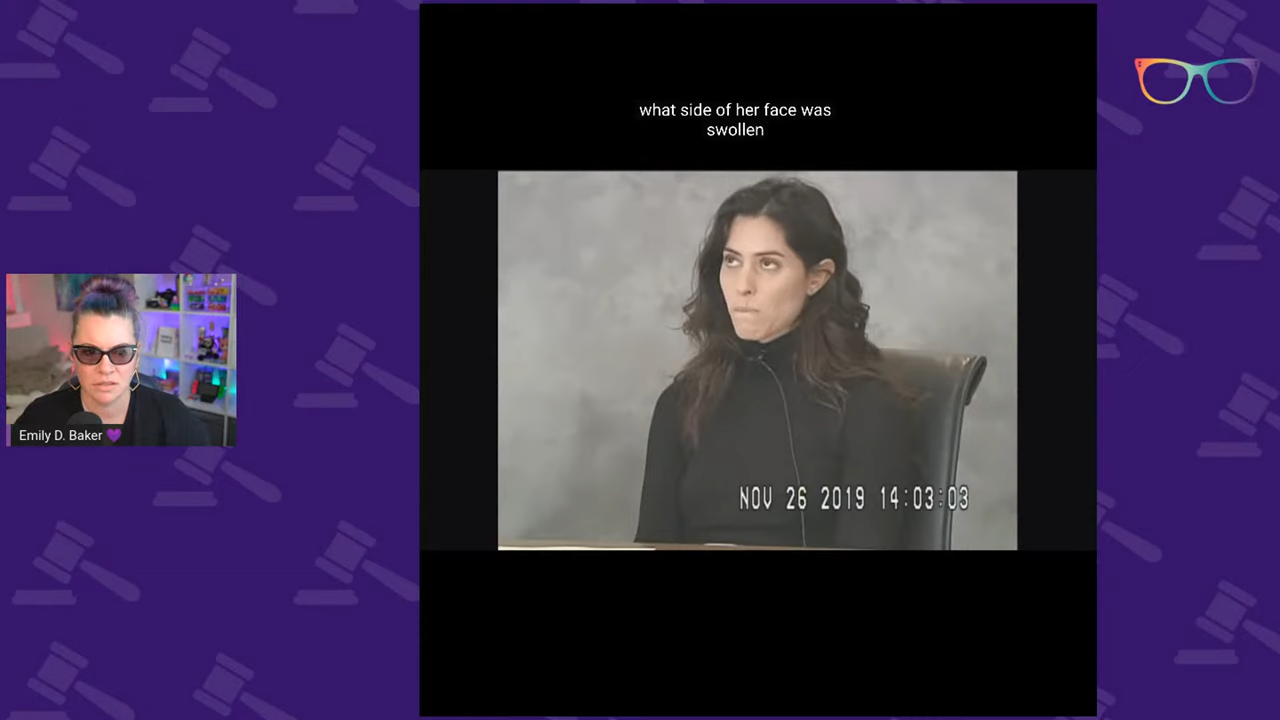 what side of her face was
swollen
Emily D. Baker 💜
NOV 26 2019 14:03:03